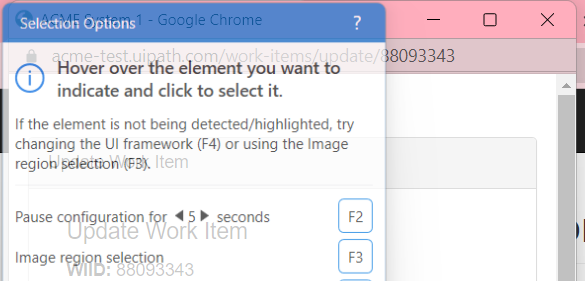 ACME System 1 - Google Chrome
Selection Options ?
acme-test.uipath.com/work-items/update/88093343
Hover over the element you want to
indicate and click to select it.
If the element is not being detected/highlighted, try
changing the UI framework (F4) or using the Image
region selection (F3).
Update Work Item
Pause configuration for 5 seconds F2
Update Work Item
Image region selection F3
WIID: 88093343